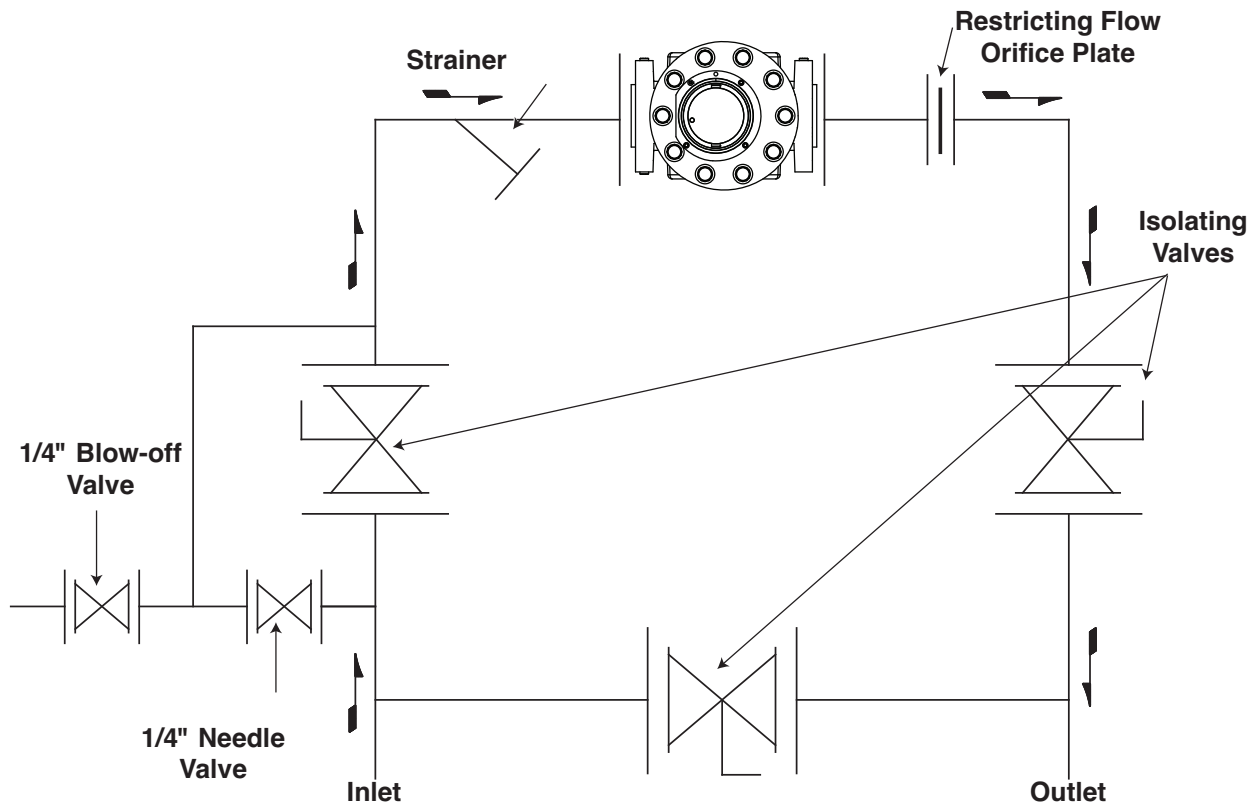 Restricting Flow
Orifice Plate
Strainer
Isolating
Valves
1/4" Blow-off
Valve
1/4" Needle
Valve
Inlet
Outlet